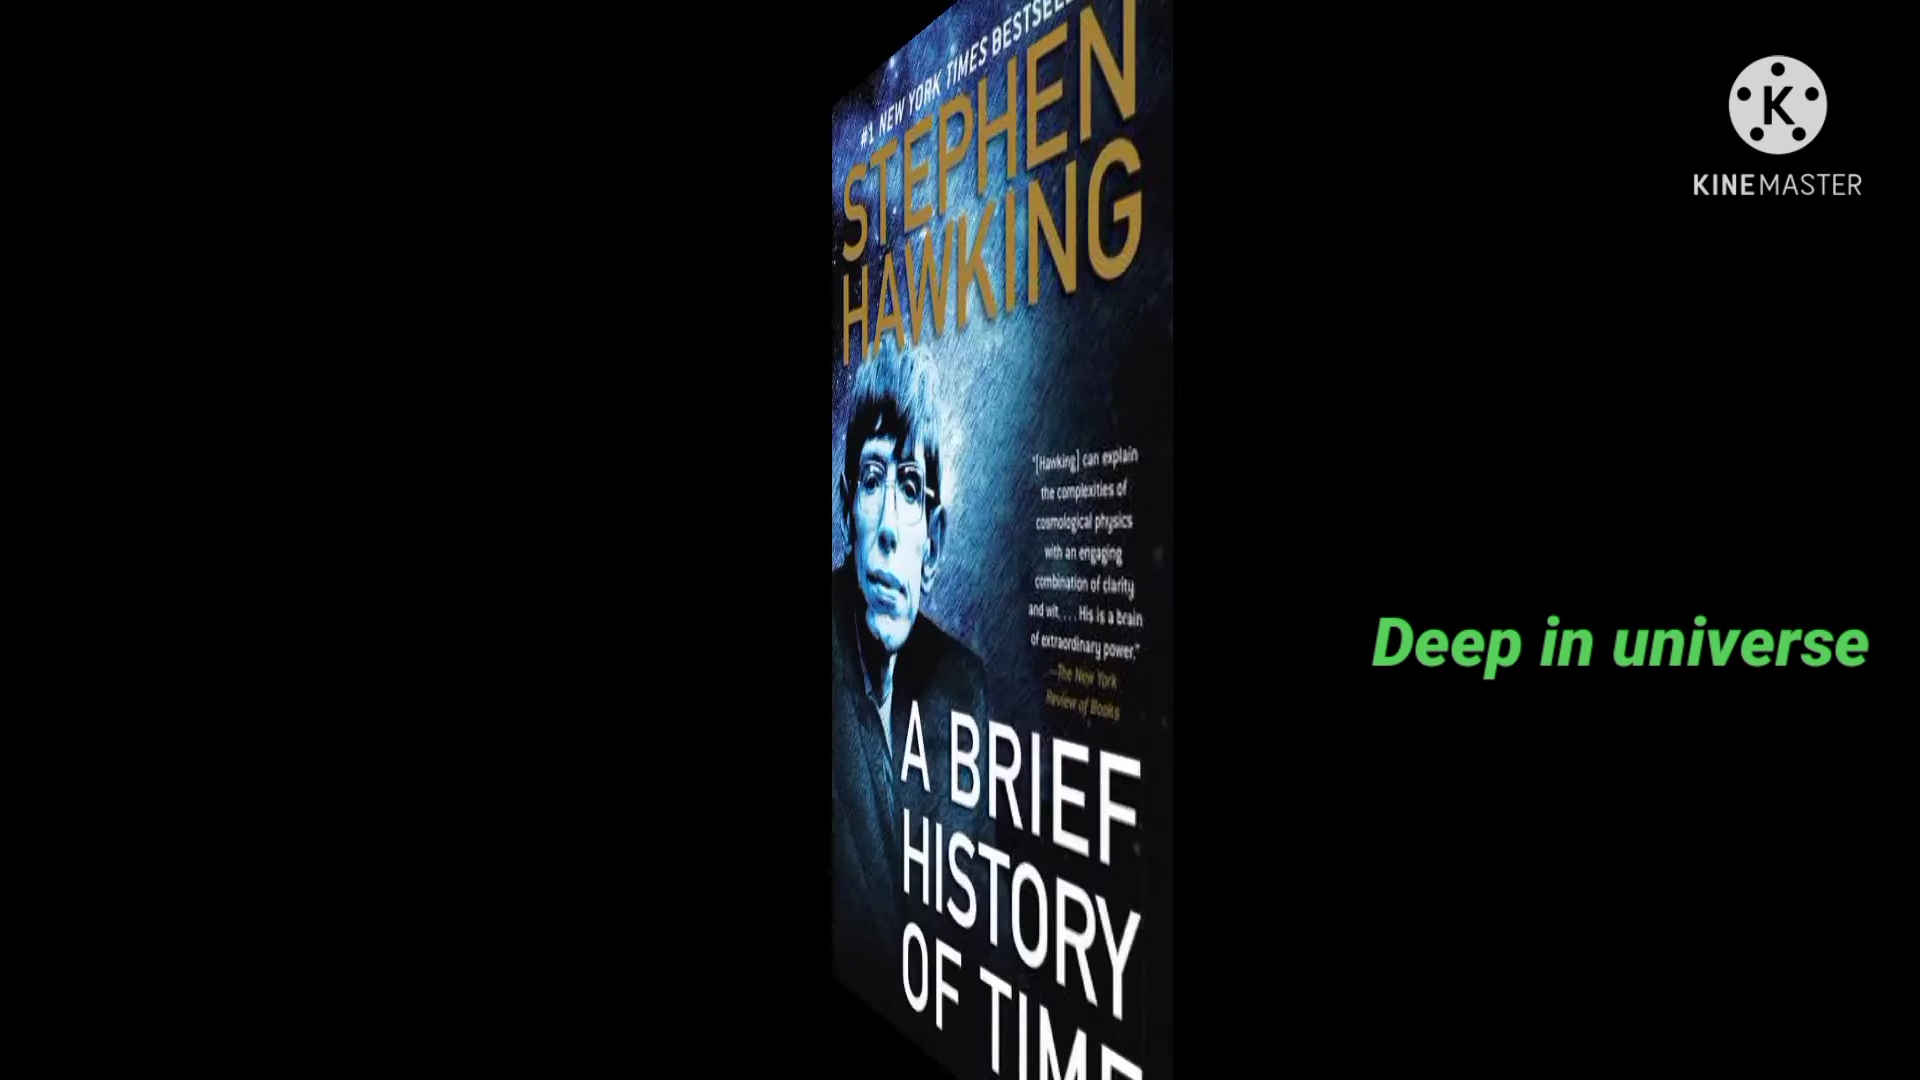 #1 NEW YORK TIMES BESTSELL
STEPHEN
HAWKING
"[Hawking] can explain
the complexities of
cosmological physics
with an engaging
combination of clarity
and wit.... His is a brain
of extraordinary power."
—The New York
Review of Books
A BRIEF
HISTORY
OF TIME
K
KINEMASTER
Deep in universe